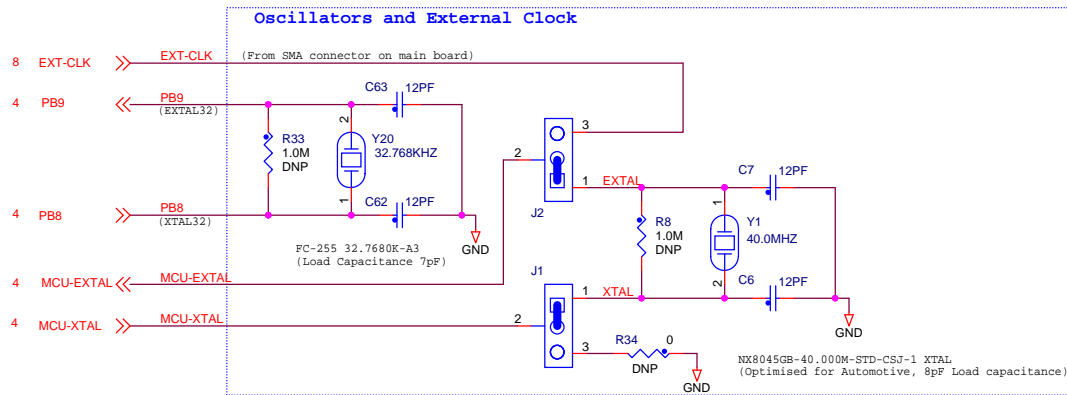 Oscillators and External Clock
8 EXT-CLK EXT-CLK (From SMA connector on main board)
C63 12PF
4 PB9 PB9
(EXTAL32)
3
2
R33
1.0M
DNP
Y20
32.768KHZ
2
1
C7 12PF
1 EXTAL
C62 12PF
1
4 PB8 PB8
(XTAL32)
J2
R8
1.0M
DNP
1
Y1
40.0MHZ
GND
FC-255 32.7680K-A3
(Load Capacitance 7pF)
J1
4 MCU-EXTAL MCU-EXTAL
2
C6 12PF
1 XTAL
4 MCU-XTAL MCU-XTAL
2
GND
3
R34 0
DNP
GND
NX8045GB-40.000M-STD-CSJ-1 XTAL
(Optimised for Automotive, 8pF Load capacitance)